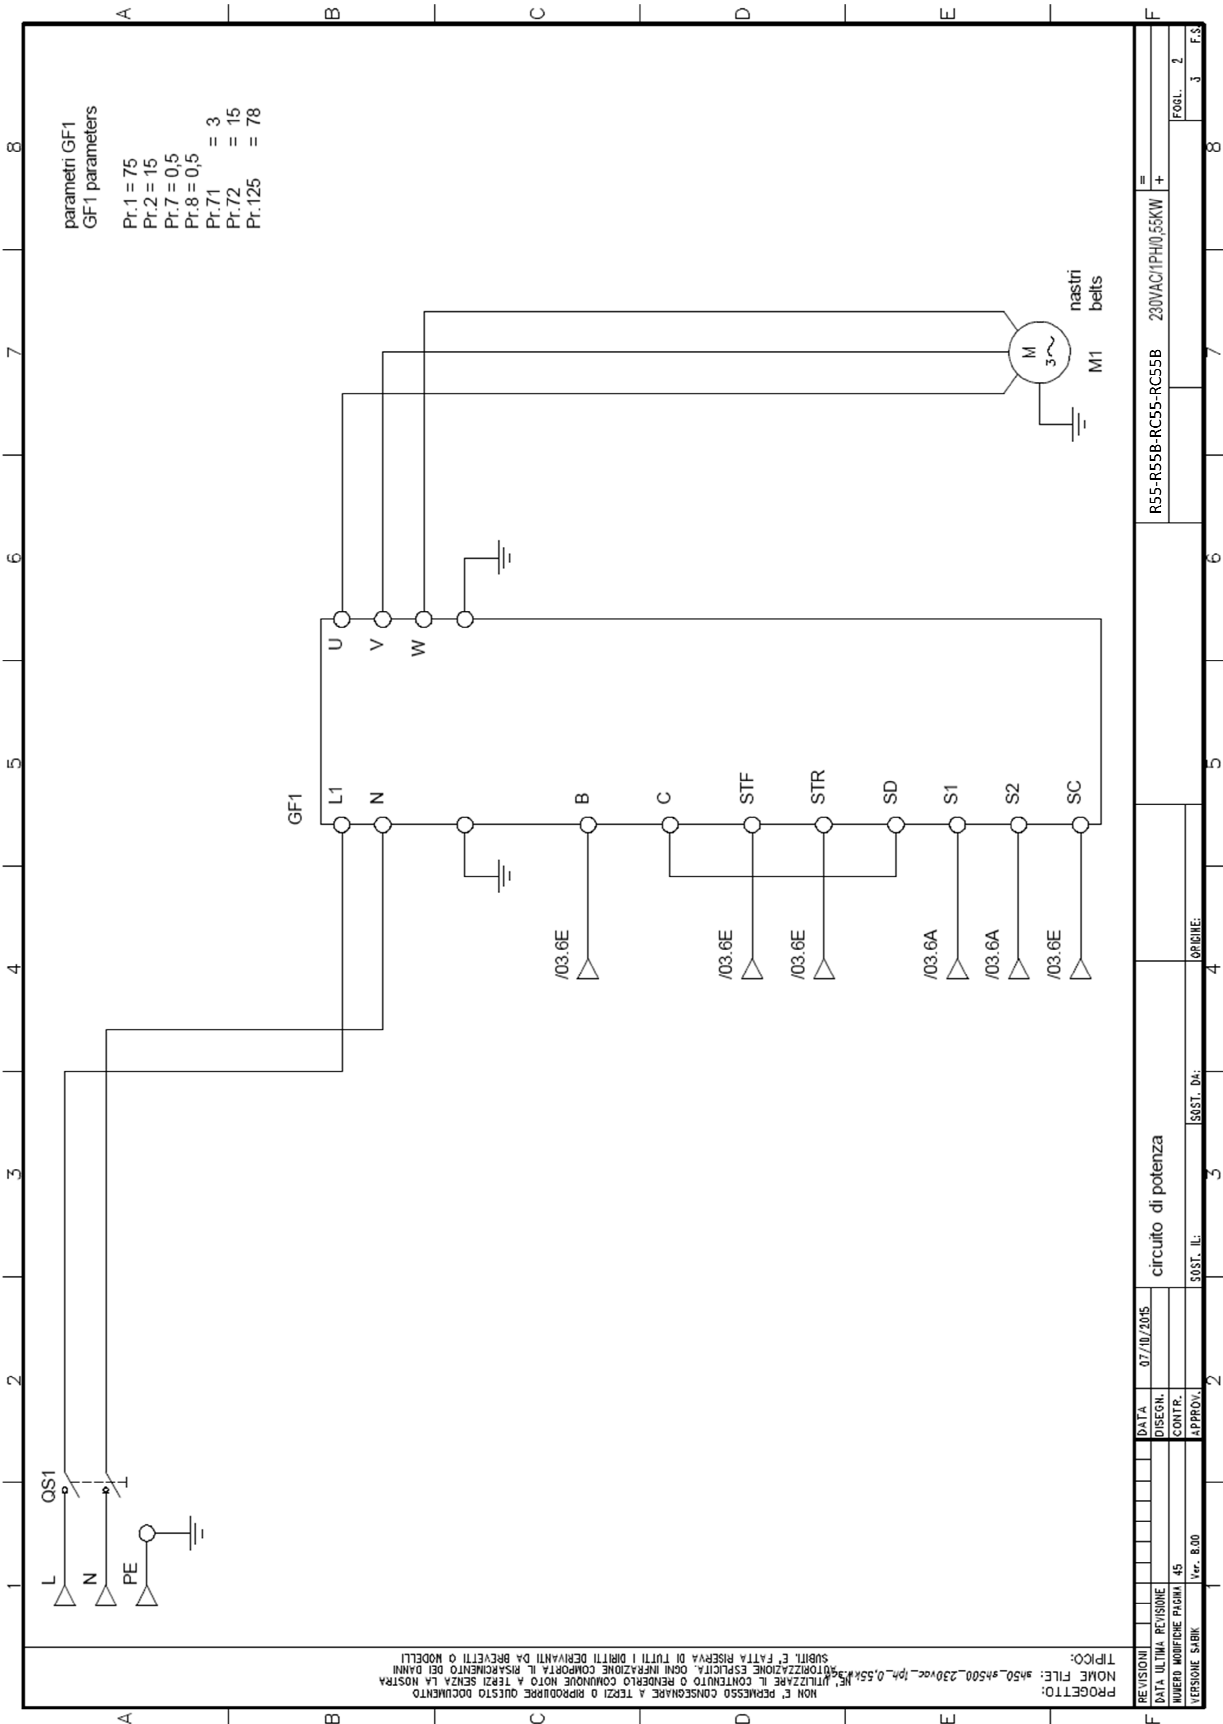 1 2 3 4 5 6 7 8
A
B
C
D
E
F
parametri GF1
GF1 parameters
Pr.1 = 75
Pr.2 = 15
Pr.7 = 0,5
Pr.8 = 0,5
Pr.71 = 3
Pr.72 = 15
Pr.125 = 78
L
N
PE
QS1
GF1
L1
N
B
C
STF
STR
SD
S1
S2
SC
U
V
W
/03.6E
/03.6E
/03.6E
/03.6A
/03.6A
/03.6E
M
3~
M1
nastri
belts
NON E' PERMESSO CONSEGNARE A TERZI O RIPRODURRE QUESTO DOCUMENTO
NE' UTILIZZARE IL CONTENUTO O RENDERLO COMUNQUE NOTO A TERZI SENZA LA NOSTRA
AUTORIZZAZIONE ESPLICITA. OGNI INFRAZIONE COMPORTA IL RISARCIMENTO DEI DANNI
SUBITI. E' FATTA RISERVA DI TUTTI I DIRITTI DERIVANTI DA BREVETTI O MODELLI
PROGETTO:
NOME FILE:
TIPICO:
REVISIONI
DATA ULTIMA REVISIONE
NUMERO MODIFICHE PAGINA 45
VERSIONE SABIK Ver. B.00
DATA 07/10/2015
DISEGN.
CONTR.
APPROV.
circuito di potenza
SOST. IL:
SOST. DA:
ORIGINE:
R55-R55B-RC55-RC55B 230VAC/1PH/0,55KW
=
+
FOGL. 2
3 F.S.
A
B
C
D
E
F
1 2 3 4 5 6 7 8